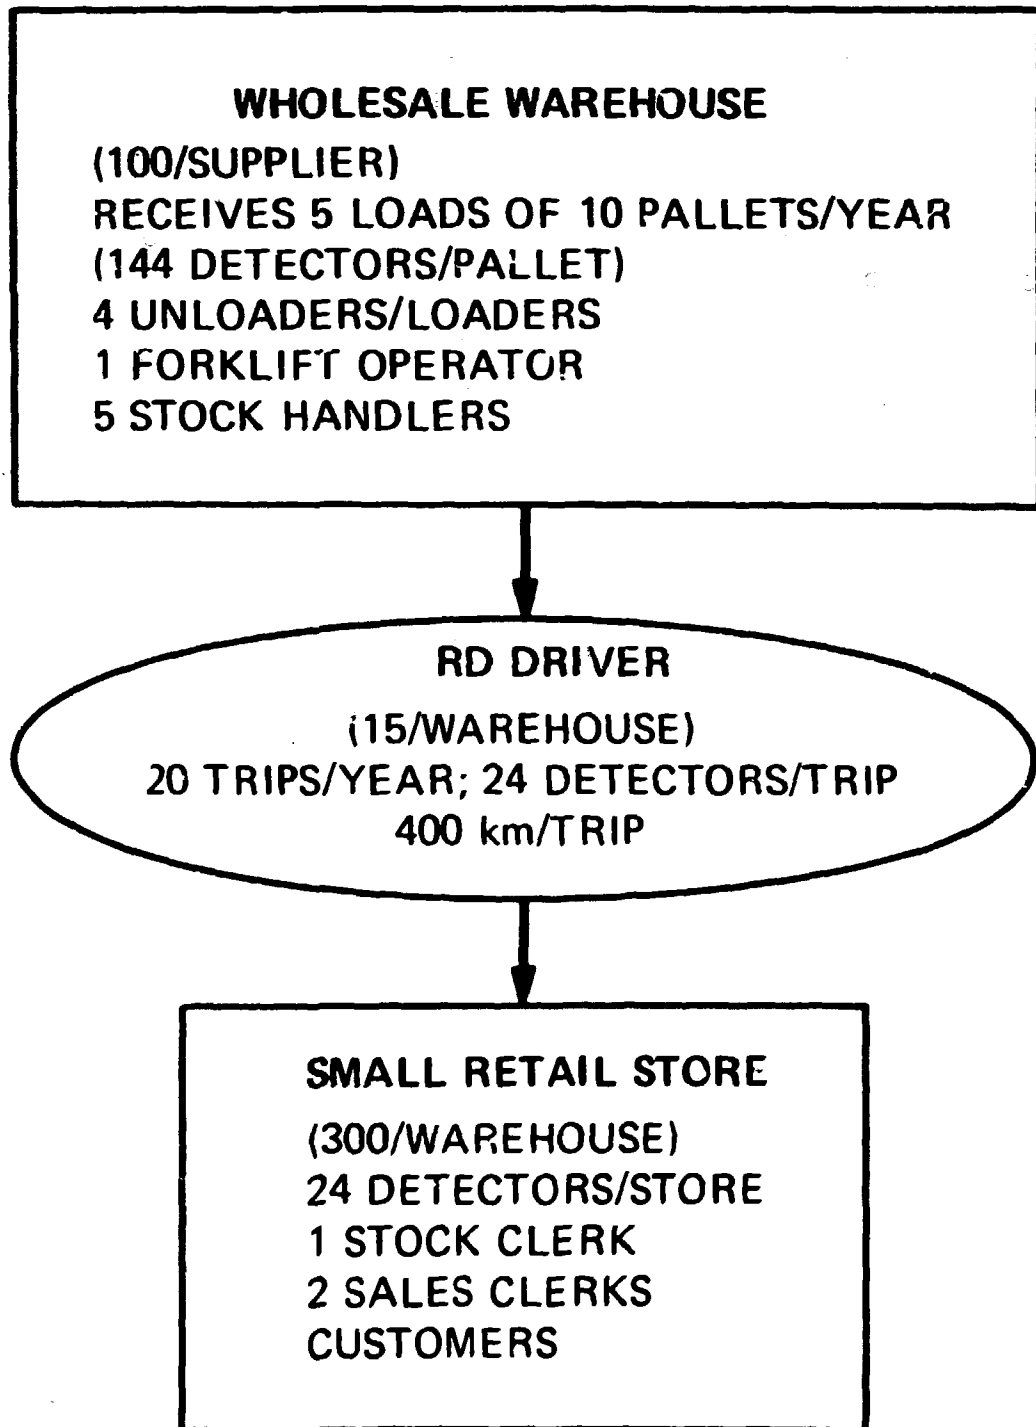 WHOLESALE WAREHOUSE
(100/SUPPLIER)
RECEIVES 5 LOADS OF 10 PALLETS/YEAR
(144 DETECTORS/PALLET)
4 UNLOADERS/LOADERS
1 FORKLIFT OPERATOR
5 STOCK HANDLERS
RD DRIVER
(15/WAREHOUSE)
20 TRIPS/YEAR; 24 DETECTORS/TRIP
400 km/TRIP
SMALL RETAIL STORE
(300/WAREHOUSE)
24 DETECTORS/STORE
1 STOCK CLERK
2 SALES CLERKS
CUSTOMERS